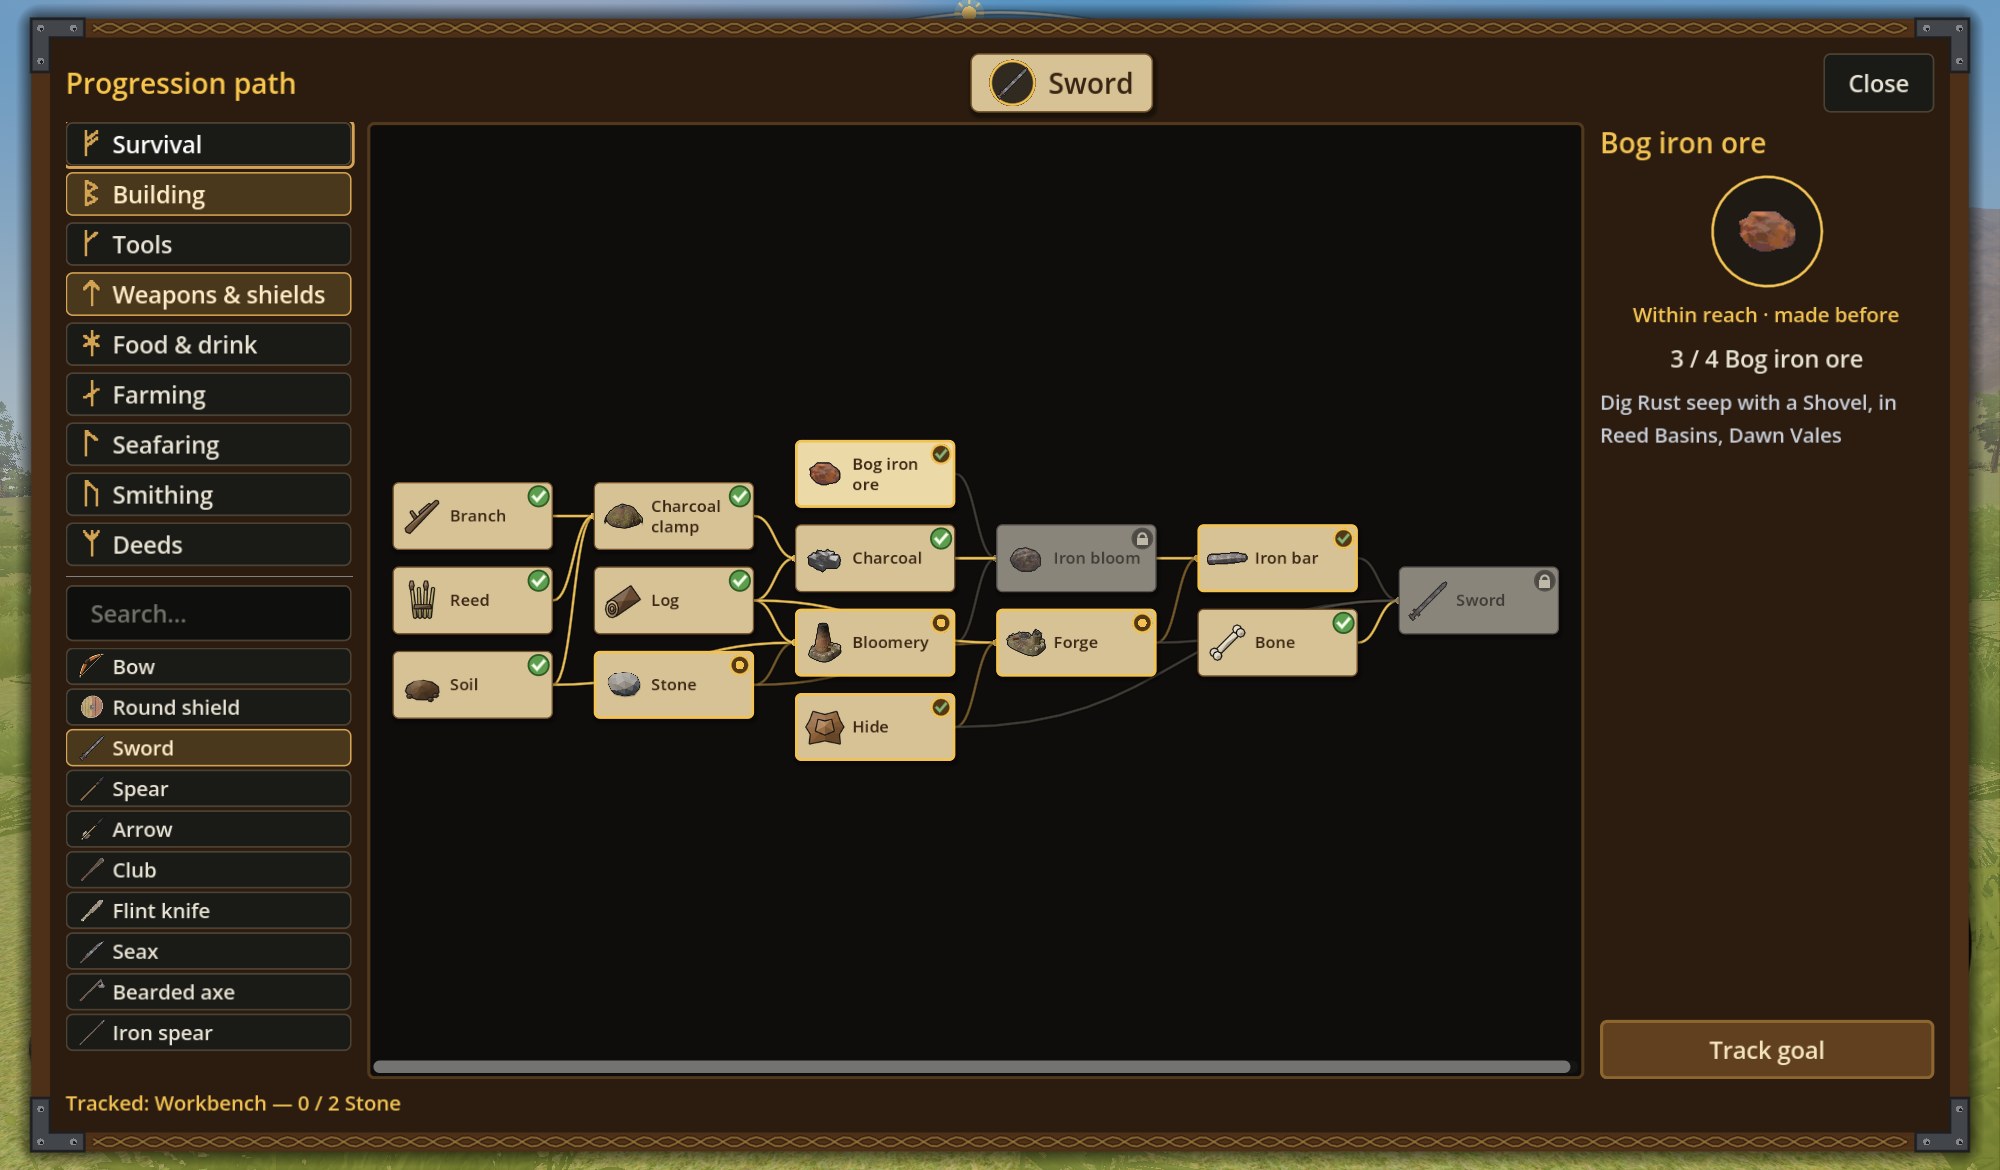 Progression path
Sword
Close
Survival
Building
Tools
Weapons & shields
Food & drink
Farming
Seafaring
Smithing
Deeds
Search...
Bow
Round shield
Sword
Spear
Arrow
Club
Flint knife
Seax
Bearded axe
Iron spear
Branch
Reed
Soil
Charcoal
clamp
Log
Stone
Bog iron
ore
Charcoal
Bloomery
Hide
Iron bloom
Forge
Iron bar
Bone
Sword
Bog iron ore
Within reach · made before
3 / 4 Bog iron ore
Dig Rust seep with a Shovel, in
Reed Basins, Dawn Vales
Track goal
Tracked: Workbench — 0 / 2 Stone